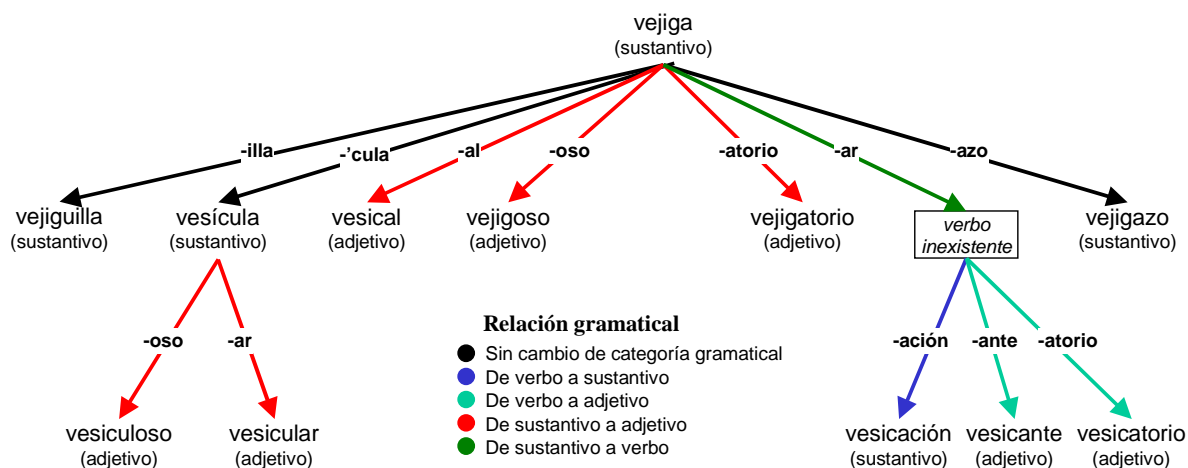 vejiga
(sustantivo)
-illa
-'cula
-al
-oso
-atorio
-ar
-azo
vejiguilla
(sustantivo)
vesícula
(sustantivo)
vesical
(adjetivo)
vejigoso
(adjetivo)
vejigatorio
(adjetivo)
verbo
inexistente
vejigazo
(sustantivo)
-oso
-ar
-ación
-ante
-atorio
vesiculoso
(adjetivo)
vesicular
(adjetivo)
Relación gramatical
Sin cambio de categoría gramatical
De verbo a sustantivo
De verbo a adjetivo
De sustantivo a adjetivo
De sustantivo a verbo
vesicación
(sustantivo)
vesicante
(adjetivo)
vesicatorio
(adjetivo)